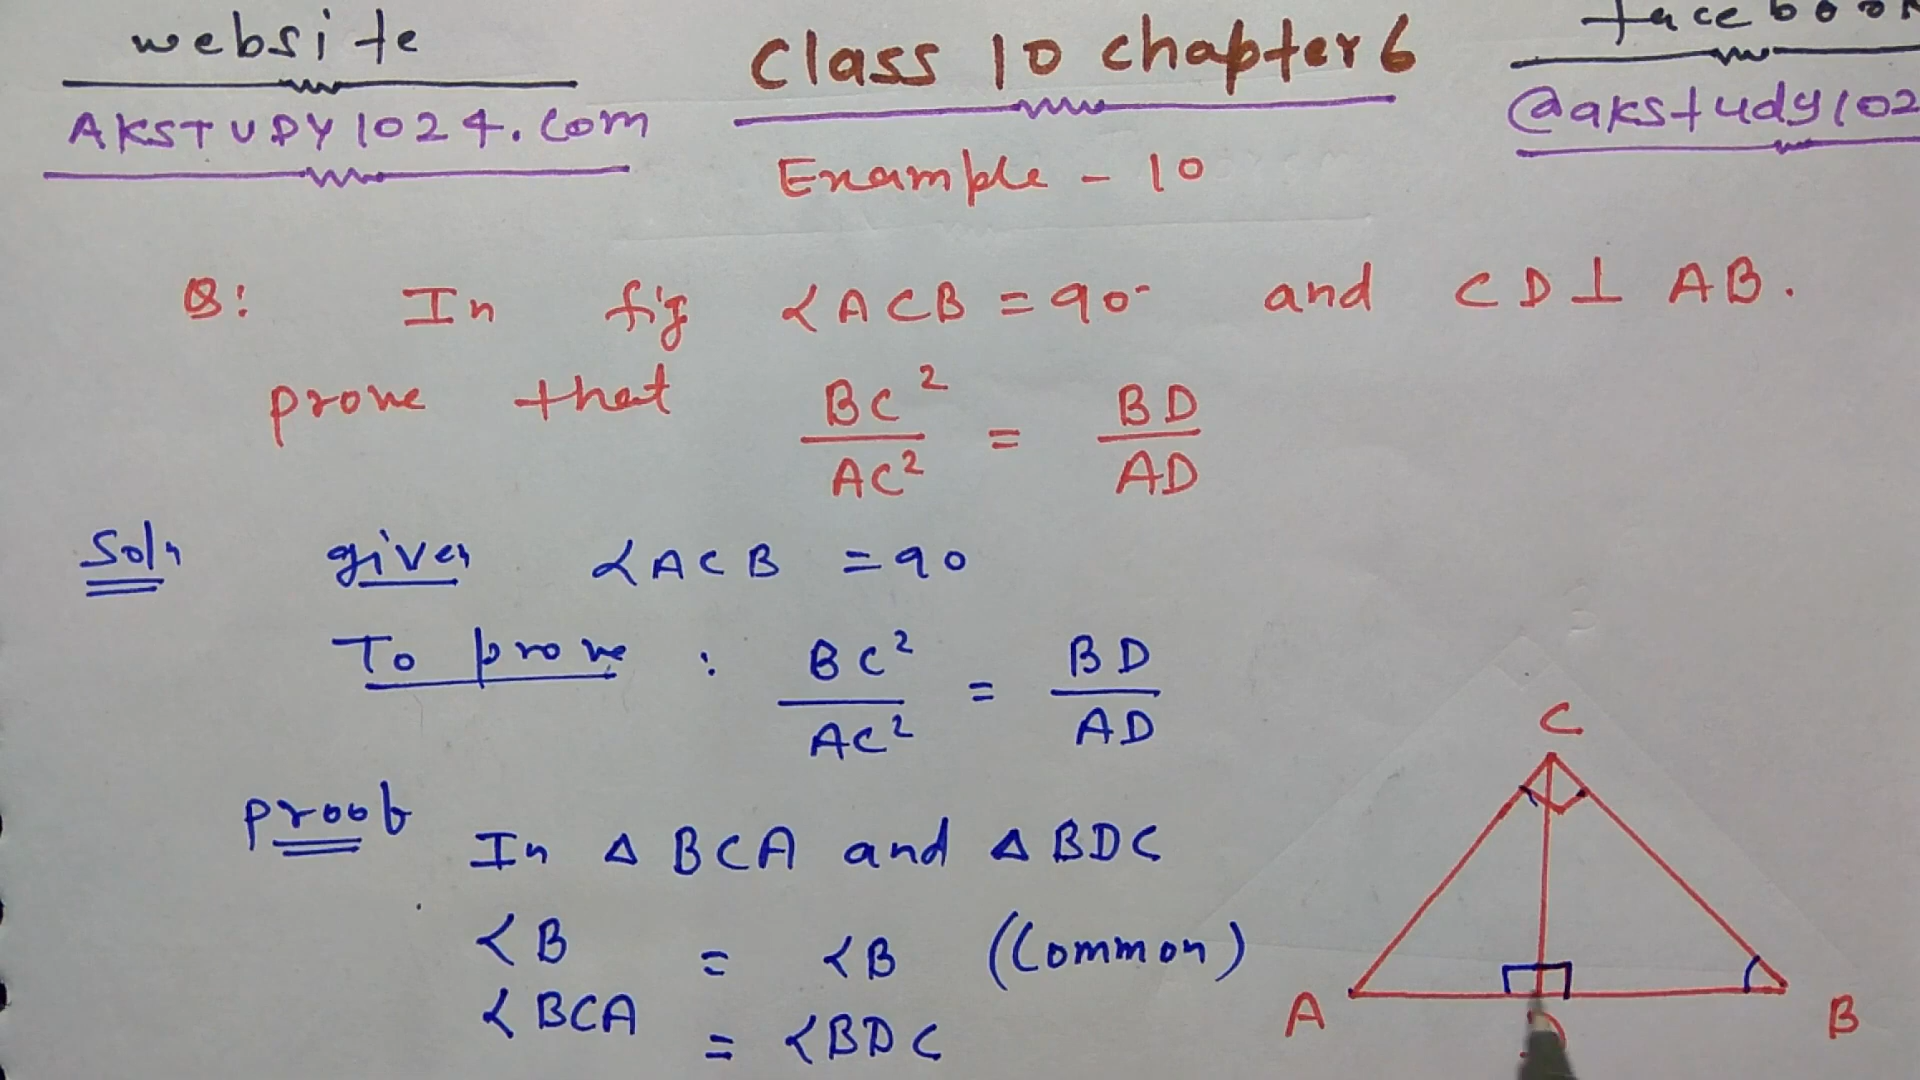 website
AKSTUDY1024.com
Class 10 chapter 6
facebook
@akstudy102
Example - 10
Q: In fig ∠ACB = 90° and CD ⊥ AB.
prove that BC²/AC² = BD/AD
Soln given ∠ACB = 90
To prove : BC²/AC² = BD/AD
Proof In Δ BCA and Δ BDC
∠B = ∠B (Common)
∠BCA = ∠BDC
C
A
D
B